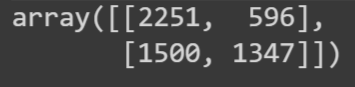 array([[2251,  596],
       [1500, 1347]])